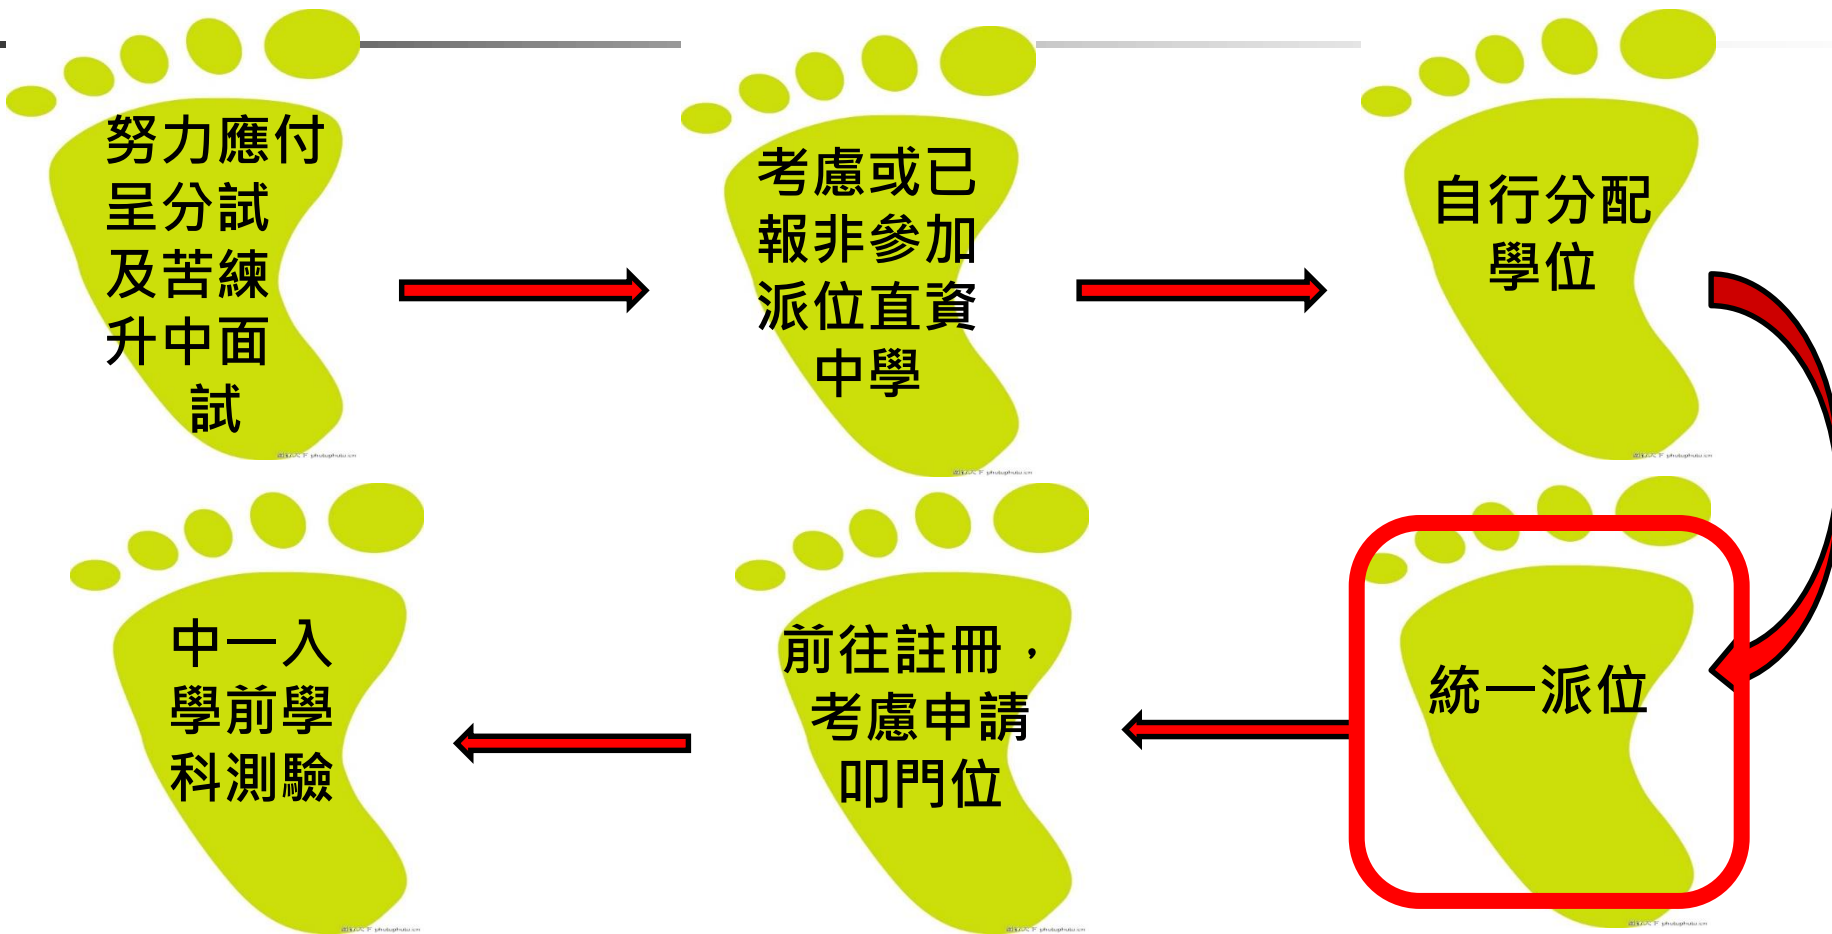 努力應付
呈分試
及苦練
升中面
試
考慮或已
報非參加
派位直資
中學
自行分配
學位
統一派位
前往註冊，
考慮申請
叩門位
中一入
學前學
科測驗